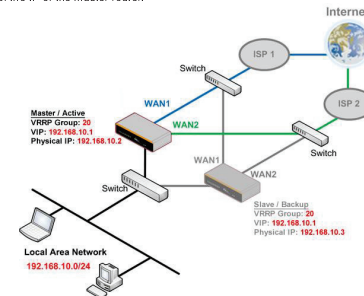 of the IP of the master router.
Internet
ISP 1
Switch
WAN1
ISP 2
Master / Active
VRRP Group: 20
VIP: 192.168.10.1
Physical IP: 192.168.10.2
WAN2
WAN1
Switch
WAN2
Switch
Slave / Backup
VRRP Group: 20
VIP: 192.168.10.1
Physical IP: 192.168.10.3
Local Area Network
192.168.10.0/24